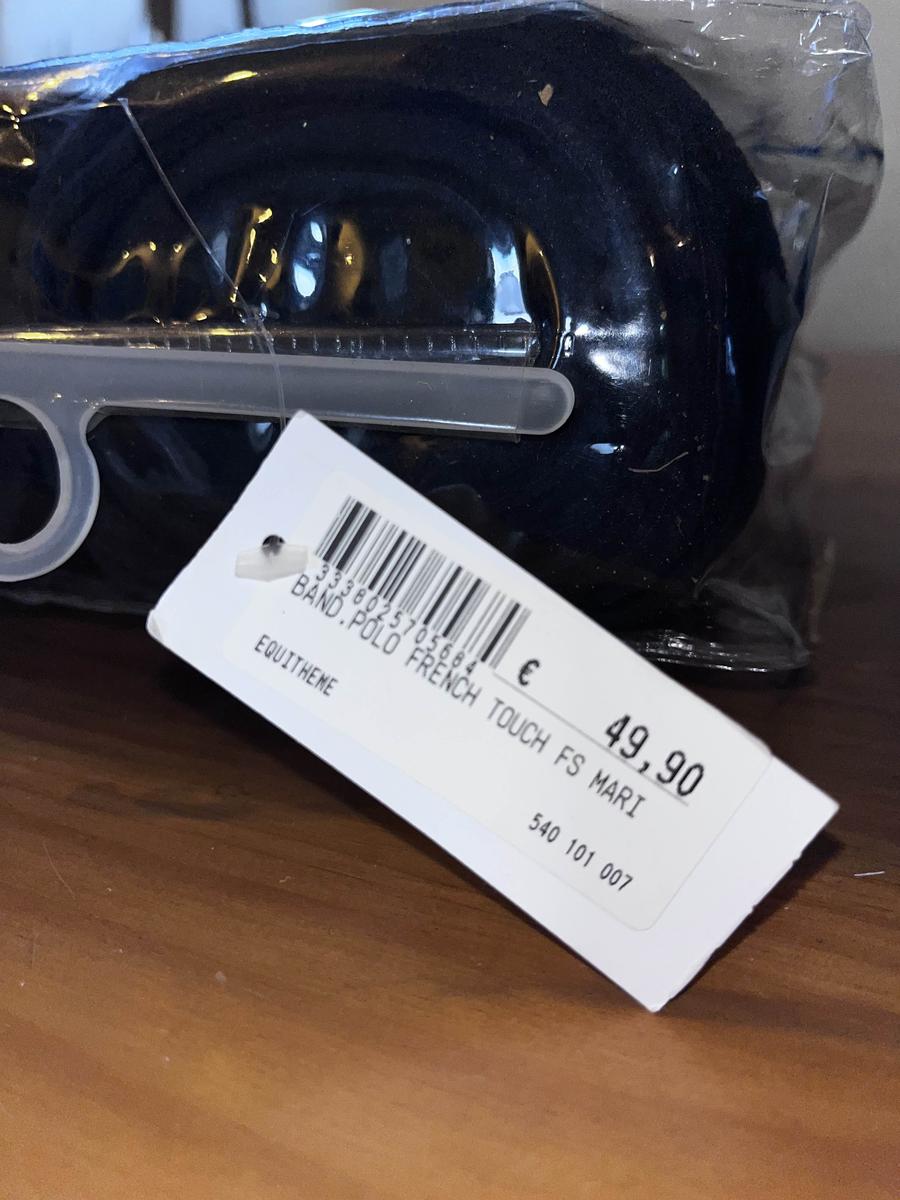 3338025705664
€ 49,90
BAND.POLO FRENCH TOUCH FS MARI
EQUITHEME
540 101 007